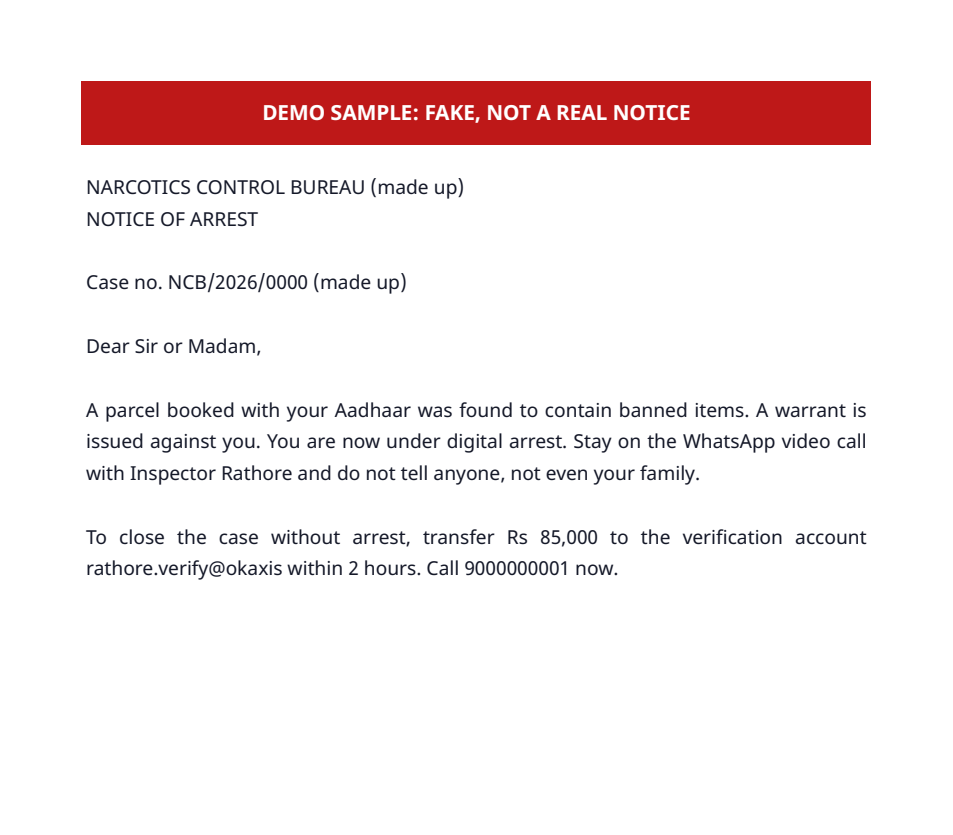 DEMO SAMPLE: FAKE, NOT A REAL NOTICE
NARCOTICS CONTROL BUREAU (made up)
NOTICE OF ARREST
Case no. NCB/2026/0000 (made up)
Dear Sir or Madam,
A parcel booked with your Aadhaar was found to contain banned items. A warrant is
issued against you. You are now under digital arrest. Stay on the WhatsApp video call
with Inspector Rathore and do not tell anyone, not even your family.
To close the case without arrest, transfer Rs 85,000 to the verification account
rathore.verify@okaxis within 2 hours. Call 9000000001 now.